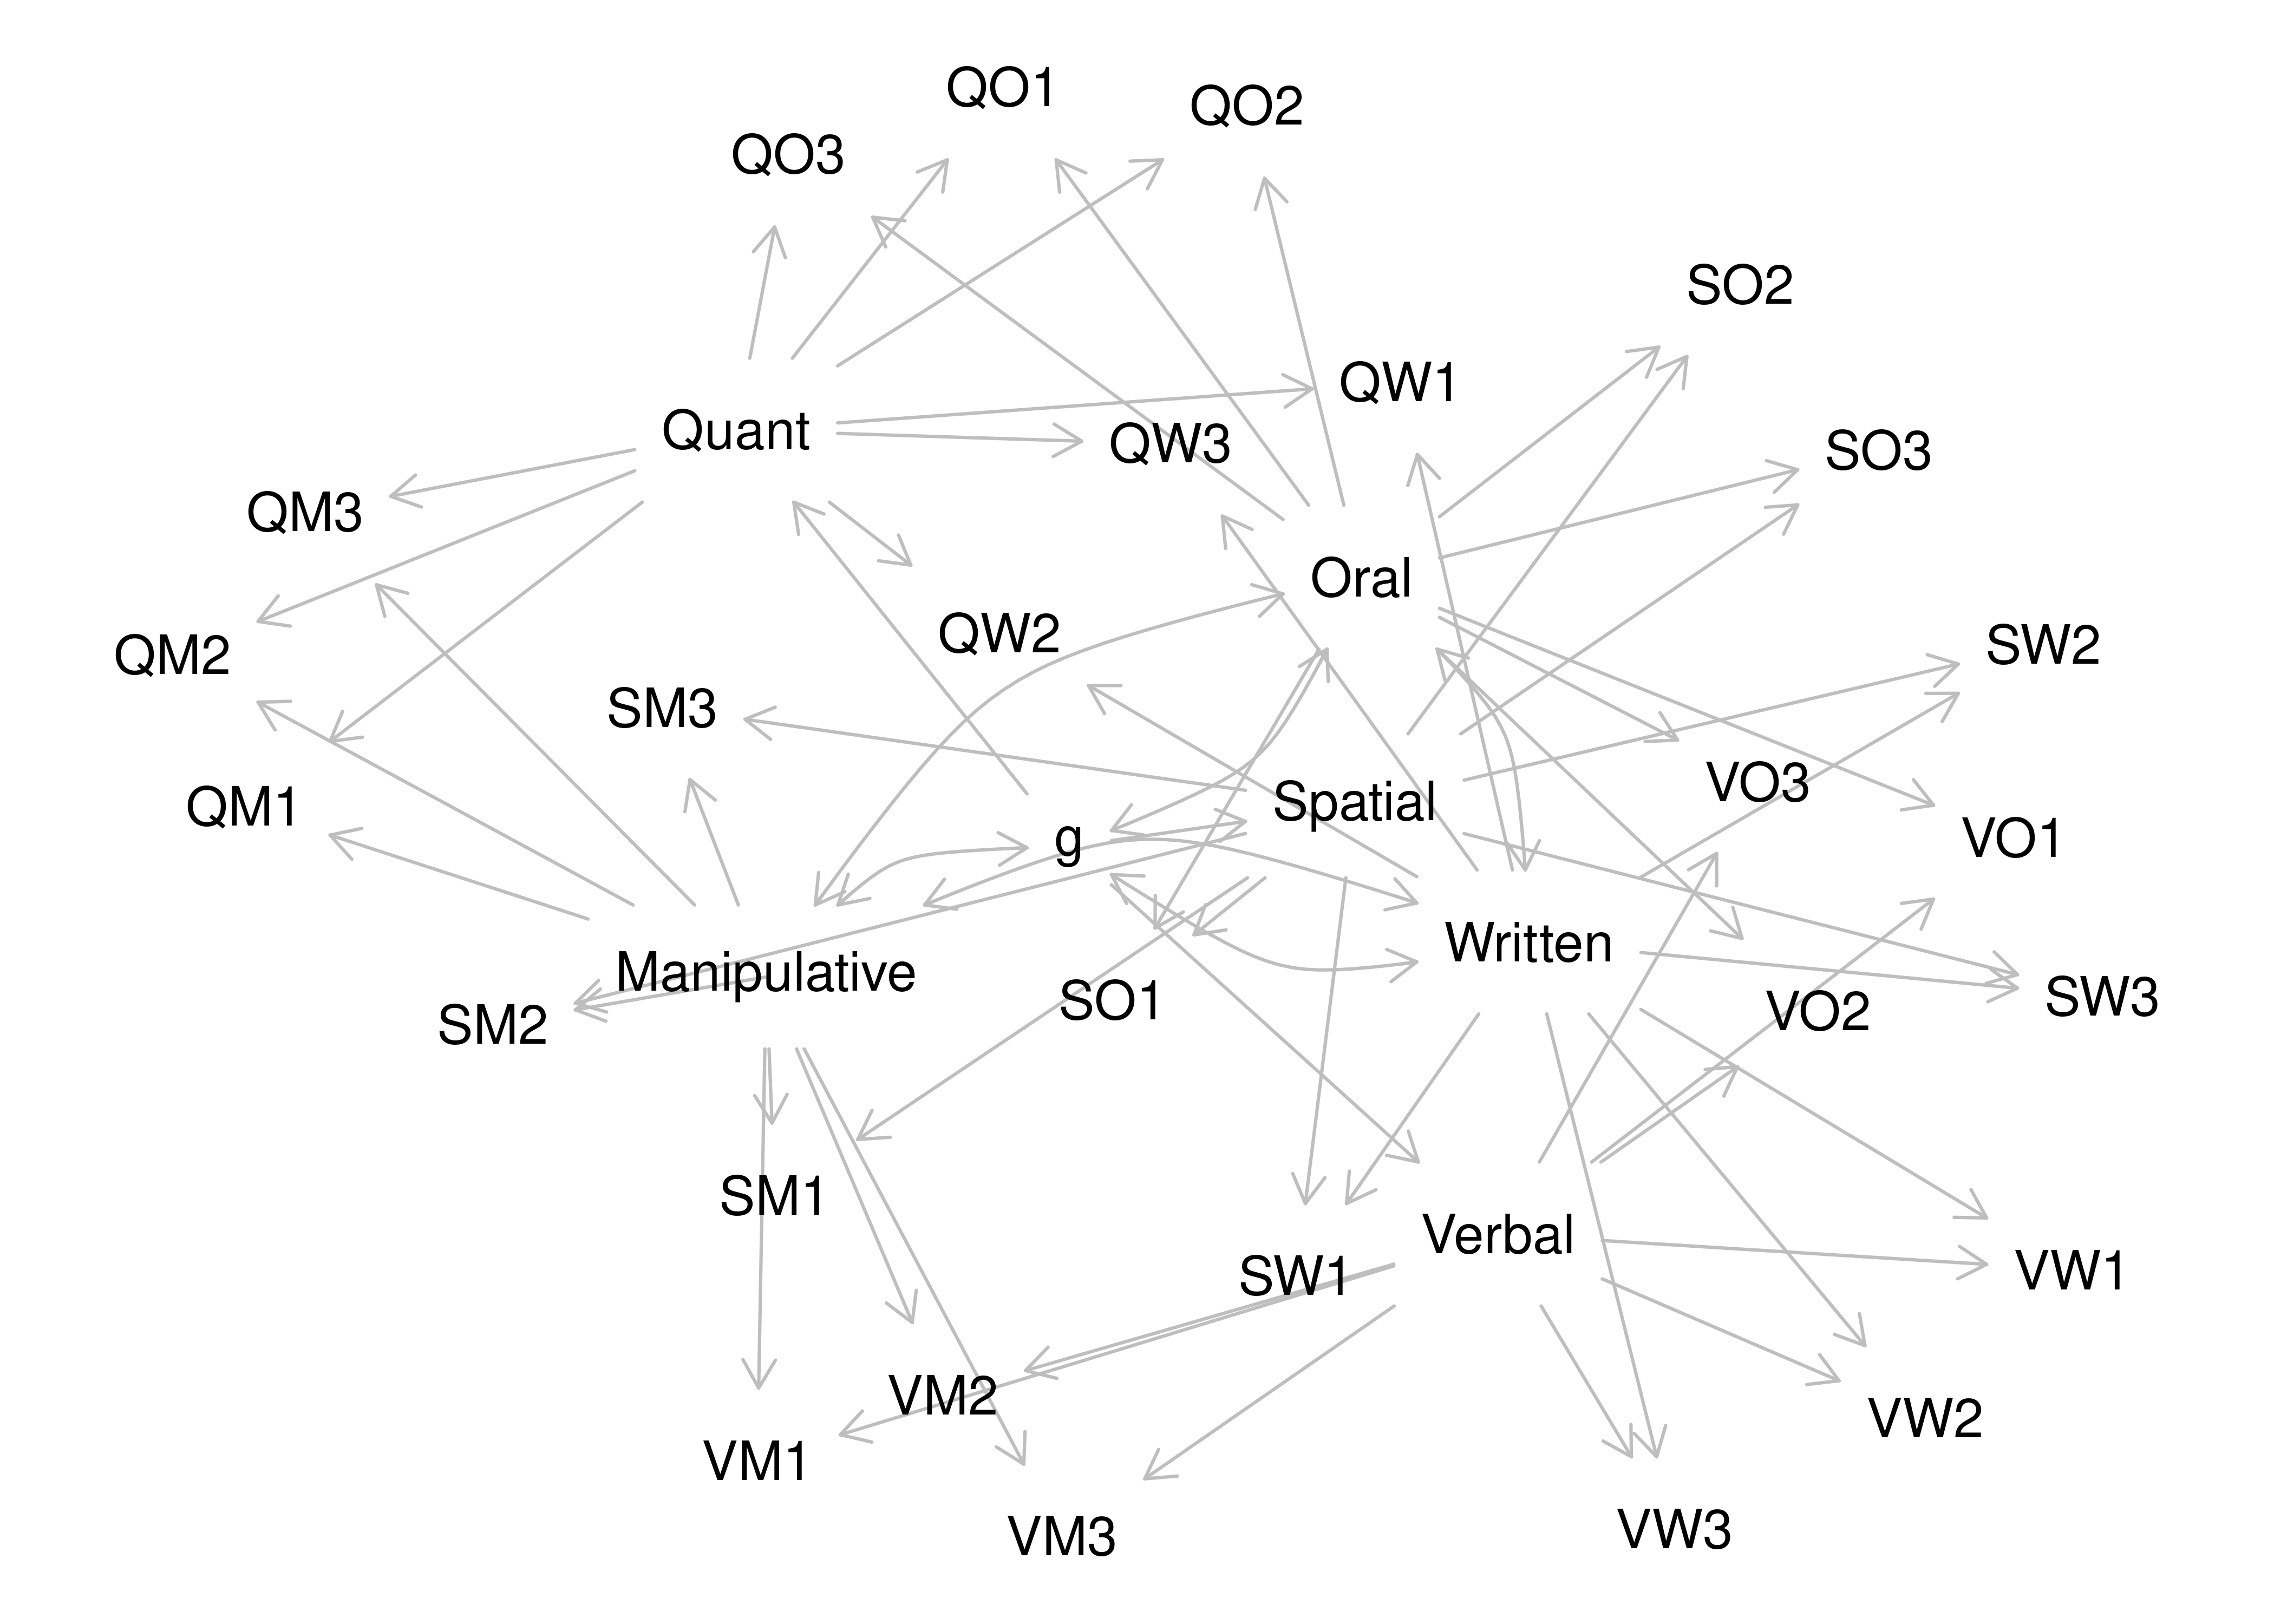 QO1
QO2
QO3
SO2
QW1
Quant
QW3
SO3
QM3
Oral
QW2
SW2
QM2
SM3
VO3
Spatial
QM1
g
VO1
Written
Manipulative
SO1
SW3
VO2
SM2
SM1
Verbal
SW1
VW1
VM2
VW2
VM1
VW3
VM3